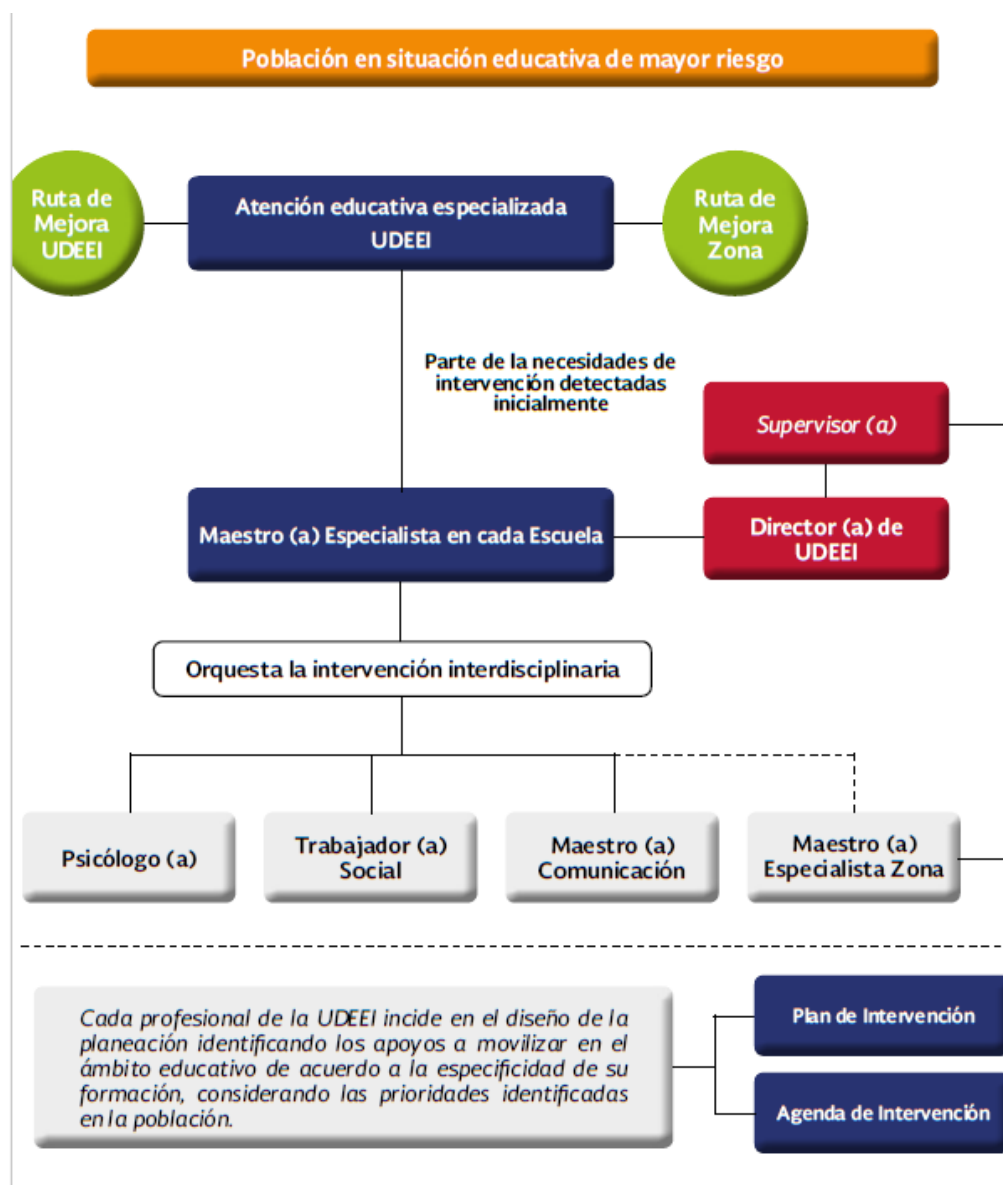 Población en situación educativa de mayor riesgo
Ruta de
Mejora
UDEEI
Atención educativa especializada
UDEEI
Ruta de
Mejora
Zona
Parte de la necesidades de
intervención detectadas
inicialmente
Supervisor (a)
Maestro (a) Especialista en cada Escuela
Director (a) de
UDEEI
Orquesta la intervención interdisciplinaria
Psicólogo (a)
Trabajador (a)
Social
Maestro (a)
Comunicación
Maestro (a)
Especialista Zona
Cada profesional de la UDEEI incide en el diseño de la
planeación identificando los apoyos a movilizar en el
ámbito educativo de acuerdo a la especificidad de su
formación, considerando las prioridades identificadas
en la población.
Plan de Intervención
Agenda de Intervención